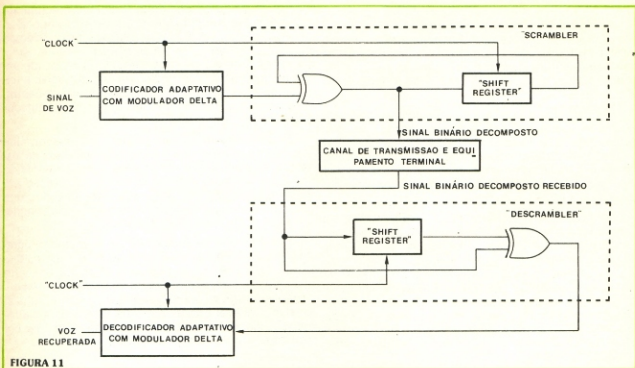 "CLOCK"
"SCRAMBLER
CODIFICADOR ADAPTATIVO
COM MODULADOR DELTA
SINAL
DE VOZ
"SHIFT
REGISTER"
SINAL BINÁRIO DECOMPOSTO
CANAL DE TRANSMISSAO E EQUI
PAMENTO TERMINAL
SINAL BINÁRIO DECOMPOSTO RECEBIDO
"DESCRAMBLER"
"SHIFT
REGISTER"
"CLOCK"
VOZ
RECUPERADA
DECODIFICADOR ADAPTATIVO
COM MODULADOR DELTA
FIGURA 11